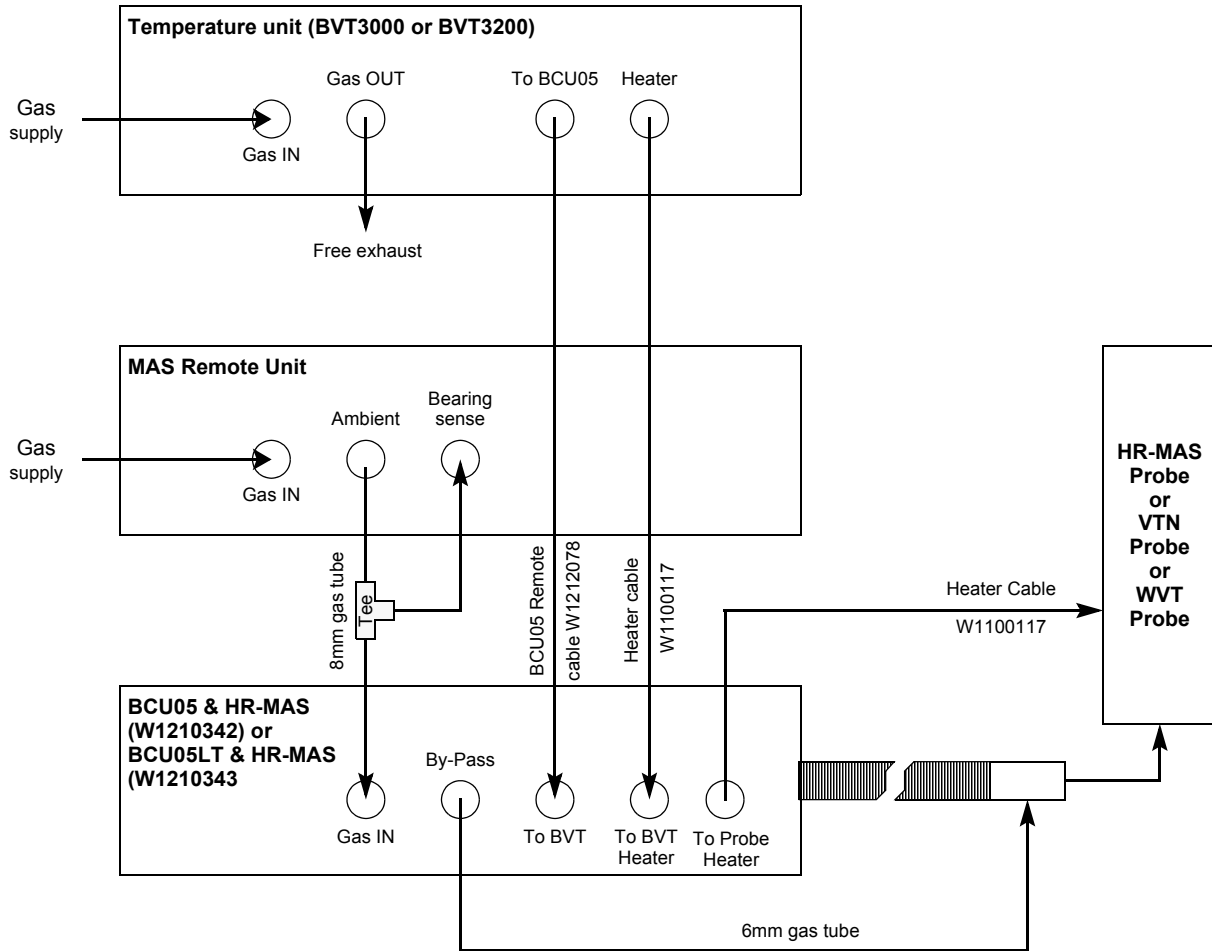 Temperature unit (BVT3000 or BVT3200)
Gas OUT
To BCU05
Heater
Gas
supply
Gas IN
Free exhaust
MAS Remote Unit
Ambient
Bearing
sense
Gas
supply
Gas IN
HR-MAS
Probe
or
VTN
Probe
or
WVT
Probe
8mm gas tube
Tee
BCU05 Remote
cable W1212078
Heater cable
W1100117
Heater Cable
W1100117
BCU05 & HR-MAS
(W1210342) or
BCU05LT & HR-MAS
(W1210343
By-Pass
Gas IN
To BVT
To BVT
Heater
To Probe
Heater
6mm gas tube